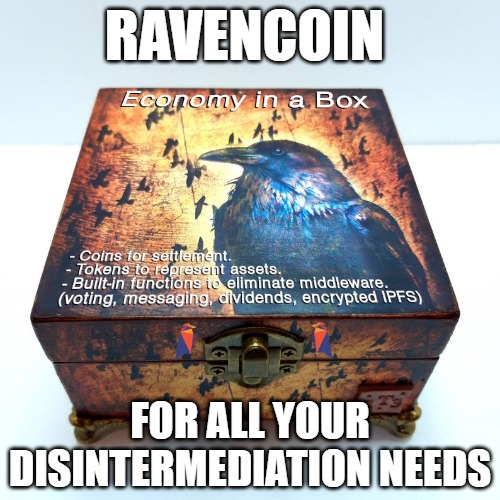 RAVENCOIN
Economy in a Box
- Coins for settlement.
- Tokens to represent assets.
- Built-in functions to eliminate middleware.
(voting, messaging, dividends, encrypted IPFS)
FOR ALL YOUR
DISINTERMEDIATION NEEDS